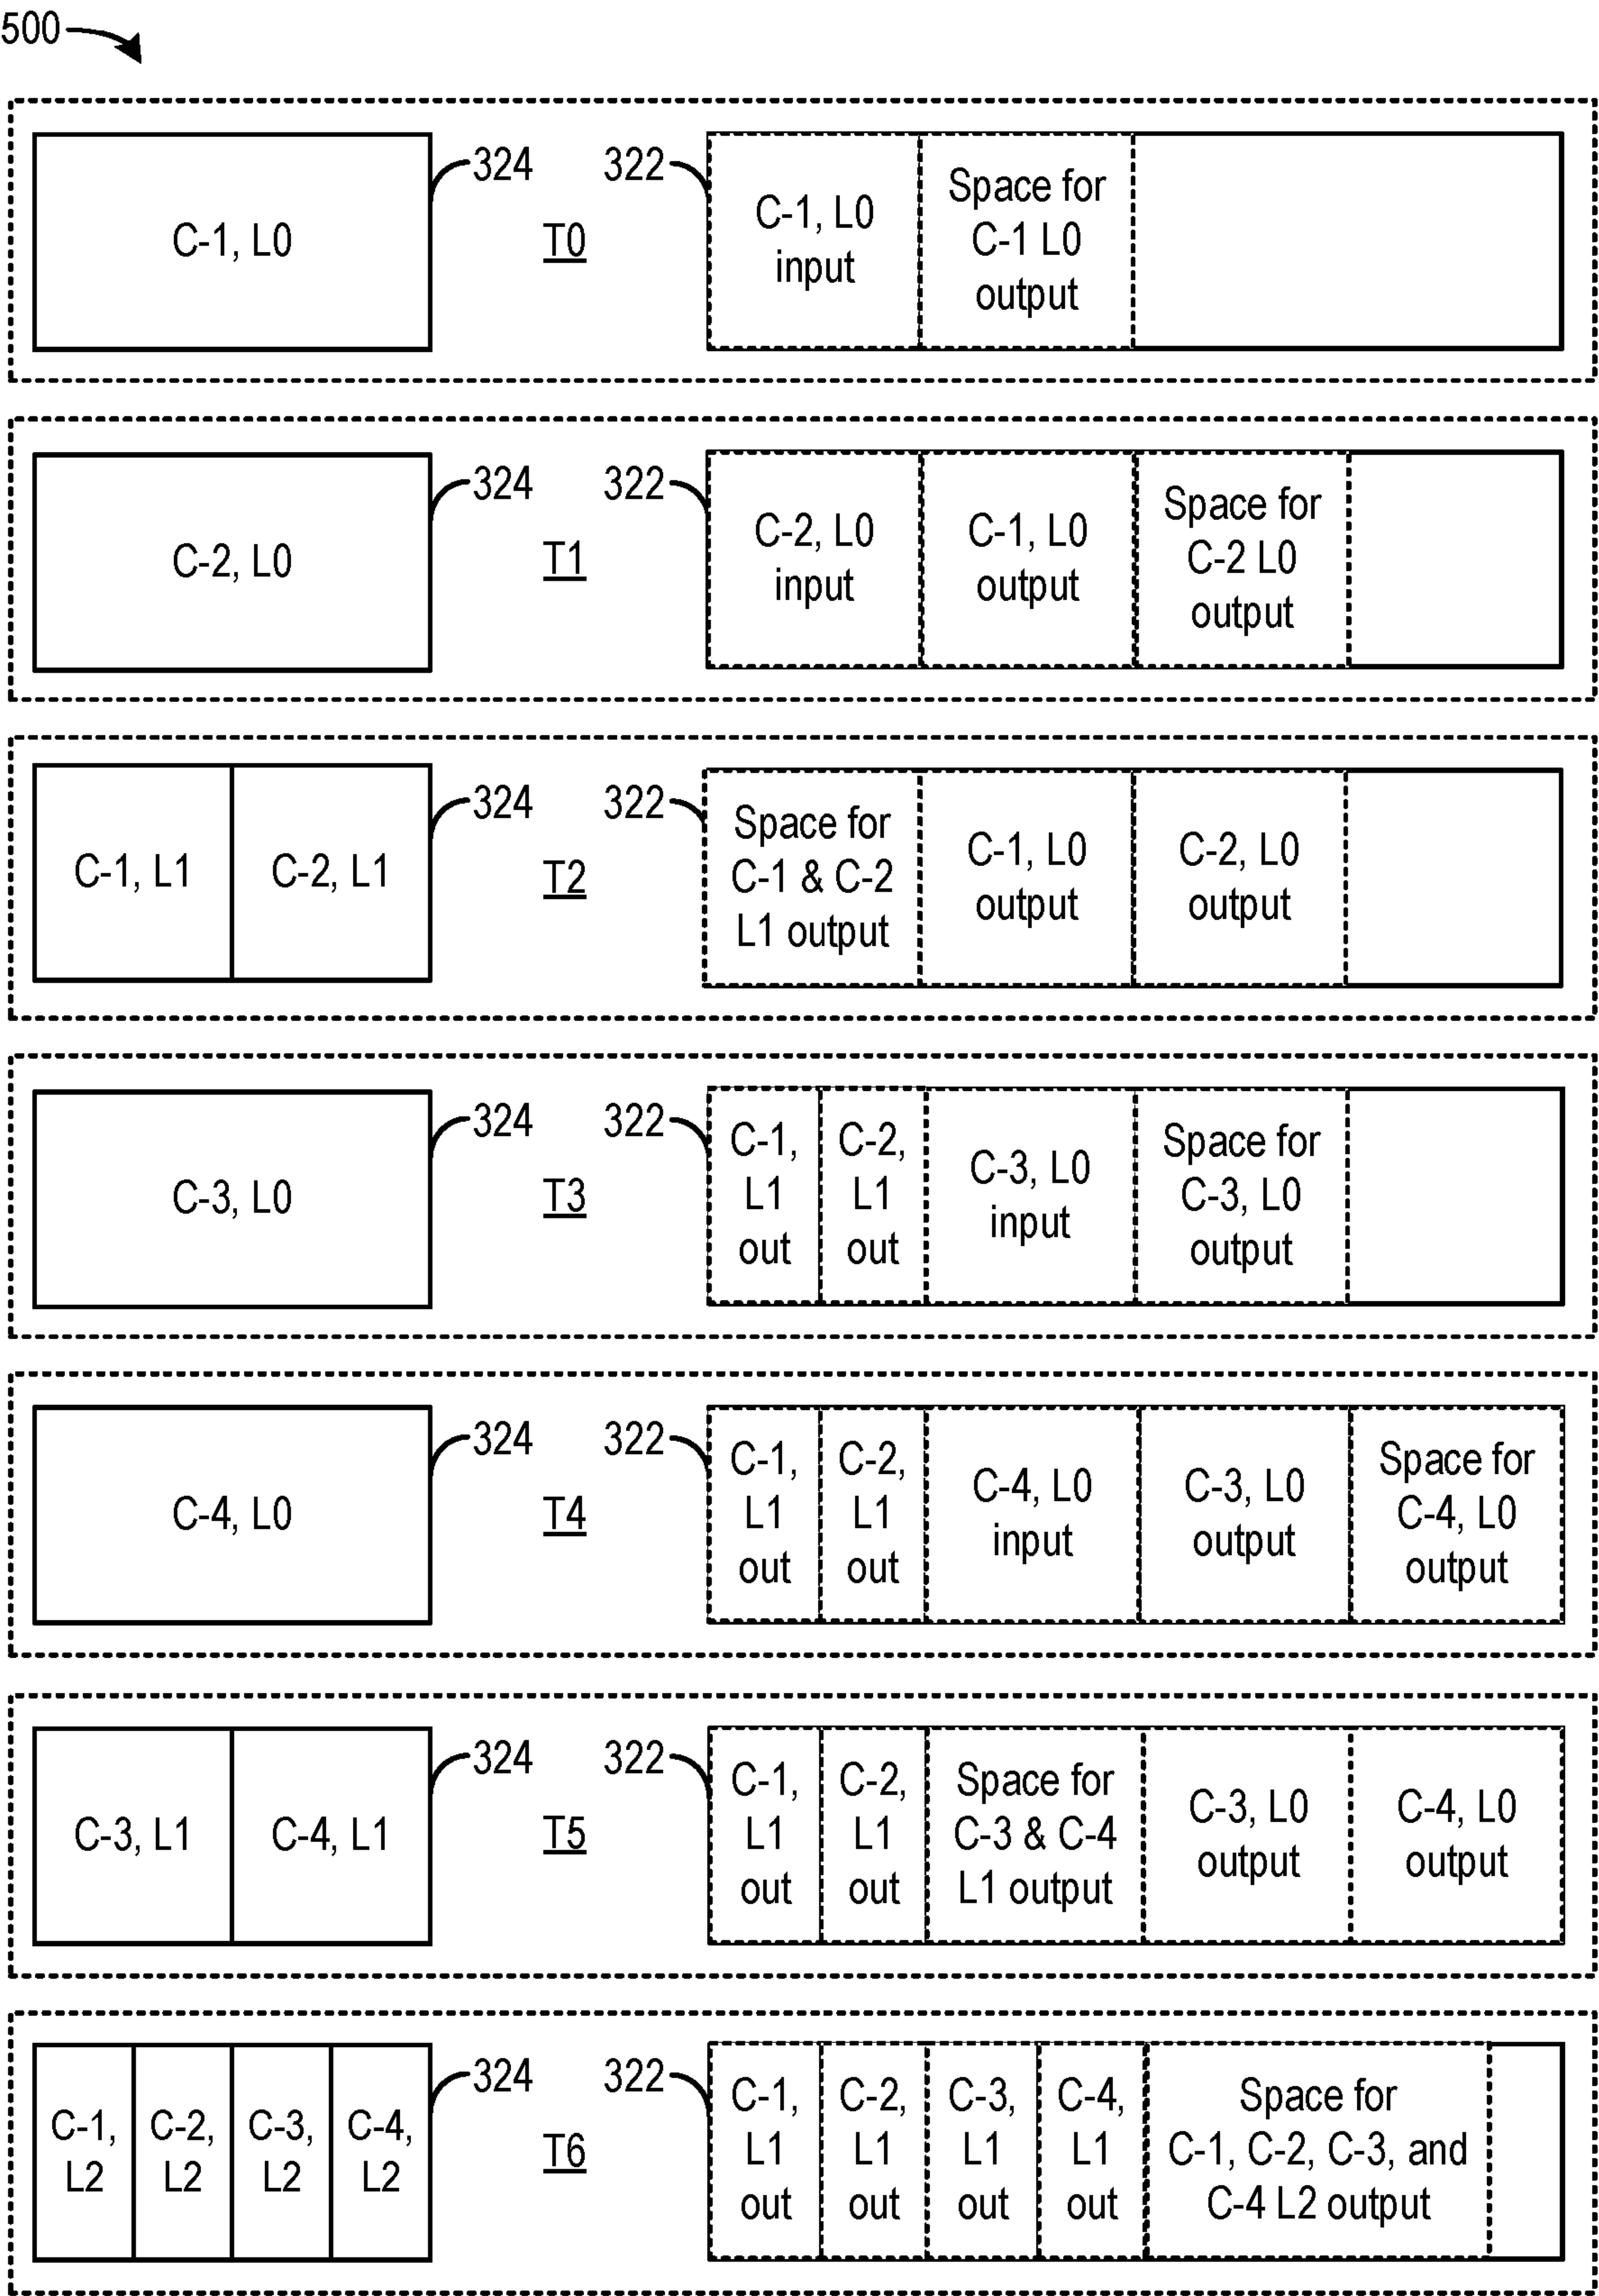 500
C-1, L0
324
T0
322
C-1, L0
input
Space for
C-1 L0
output
C-2, L0
324
T1
322
C-2, L0
input
C-1, L0
output
Space for
C-2 L0
output
C-1, L1
C-2, L1
324
T2
322
Space for
C-1 & C-2
L1 output
C-1, L0
output
C-2, L0
output
C-3, L0
324
T3
322
C-1,
L1
out
C-2,
L1
out
C-3, L0
input
Space for
C-3, L0
output
C-4, L0
324
T4
322
C-1,
L1
out
C-2,
L1
out
C-4, L0
input
C-3, L0
output
Space for
C-4, L0
output
C-3, L1
C-4, L1
324
T5
322
C-1,
L1
out
C-2,
L1
out
Space for
C-3 & C-4
L1 output
C-3, L0
output
C-4, L0
output
C-1,
L2
C-2,
L2
C-3,
L2
C-4,
L2
324
T6
322
C-1,
L1
out
C-2,
L1
out
C-3,
L1
out
C-4,
L1
out
Space for
C-1, C-2, C-3, and
C-4 L2 output